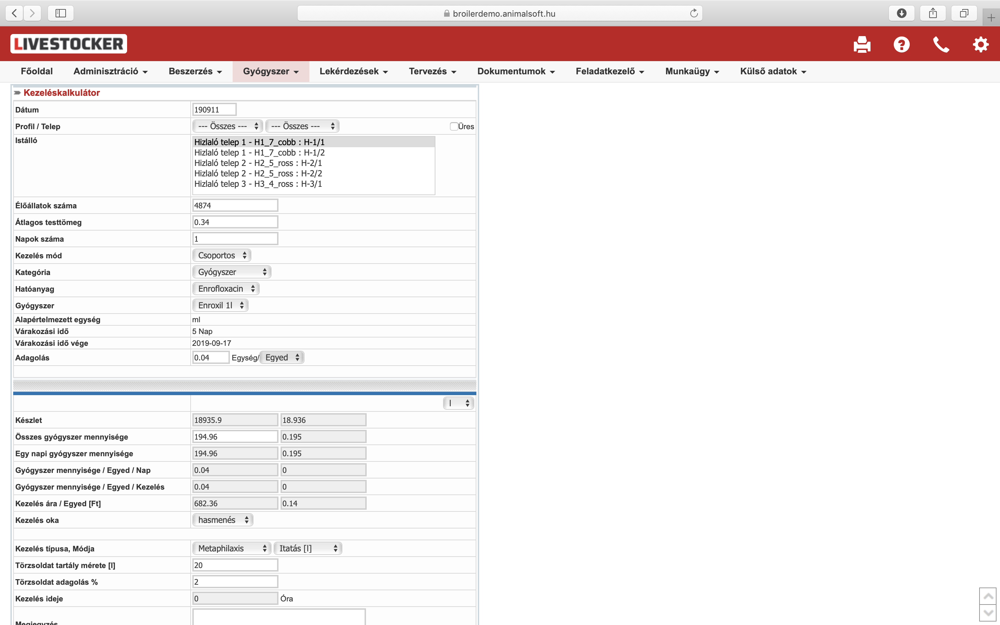 broilerdemo.animalsoft.hu
LIVESTOCKER
Főoldal Adminisztráció Beszerzés Gyógyszer Lekérdezések Tervezés Dokumentumok Feladatkezelő Munkaügy Külső adatok
Kezeléskalkulátor
Dátum 190911
Profil / Telep --- Összes --- --- Összes --- Üres
Istálló
Hizlaló telep 1 - H1_7_cobb : H-1/1
Hizlaló telep 1 - H1_7_cobb : H-1/2
Hizlaló telep 2 - H2_5_ross : H-2/1
Hizlaló telep 2 - H2_5_ross : H-2/2
Hizlaló telep 3 - H3_4_ross : H-3/1
Élőállatok száma 4874
Átlagos testtömeg 0.34
Napok száma 1
Kezelés mód Csoportos
Kategória Gyógyszer
Hatóanyag Enrofloxacin
Gyógyszer Enroxil 1l
Alapértelmezett egység ml
Várakozási idő 5 Nap
Várakozási idő vége 2019-09-17
Adagolás 0.04 Egység/ Egyed
l
Készlet 18935.9 18.936
Összes gyógyszer mennyisége 194.96 0.195
Egy napi gyógyszer mennyisége 194.96 0.195
Gyógyszer mennyisége / Egyed / Nap 0.04 0
Gyógyszer mennyisége / Egyed / Kezelés 0.04 0
Kezelés ára / Egyed [Ft] 682.36 0.14
Kezelés oka hasmenés
Kezelés típusa, Módja Metaphilaxis Itatás [l]
Törzsoldat tartály mérete [l] 20
Törzsoldat adagolás % 2
Kezelés ideje 0 Óra
Megjegyzés